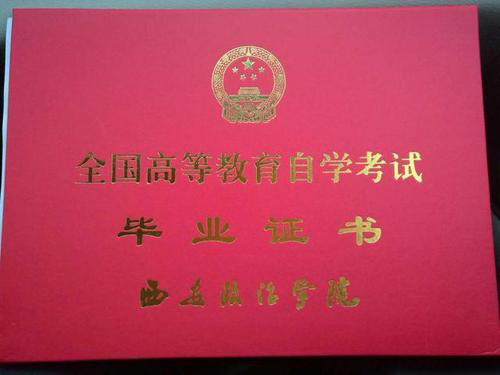 全国高等教育自学考试
毕业证书
西安政治学院